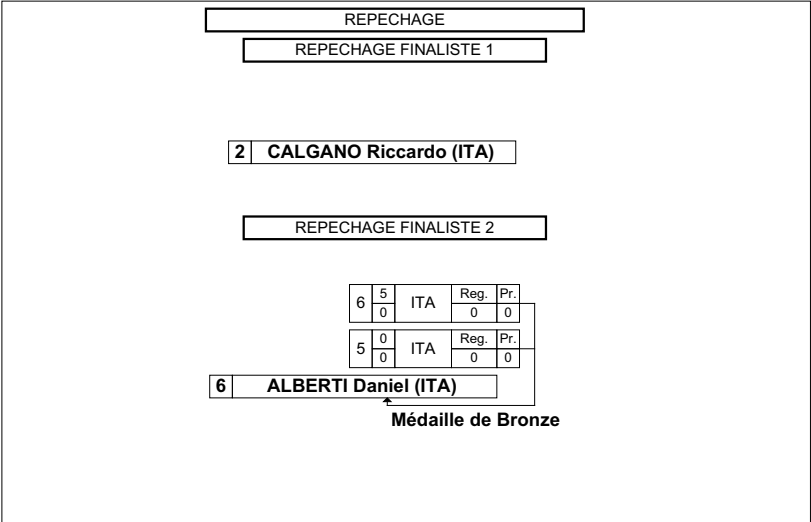 REPECHAGE
REPECHAGE FINALISTE 1
2 CALGANO Riccardo (ITA)
REPECHAGE FINALISTE 2
6 5 ITA Reg. Pr.
0 0 0
5 0 ITA Reg. Pr.
0 0 0
6 ALBERTI Daniel (ITA)
Médaille de Bronze